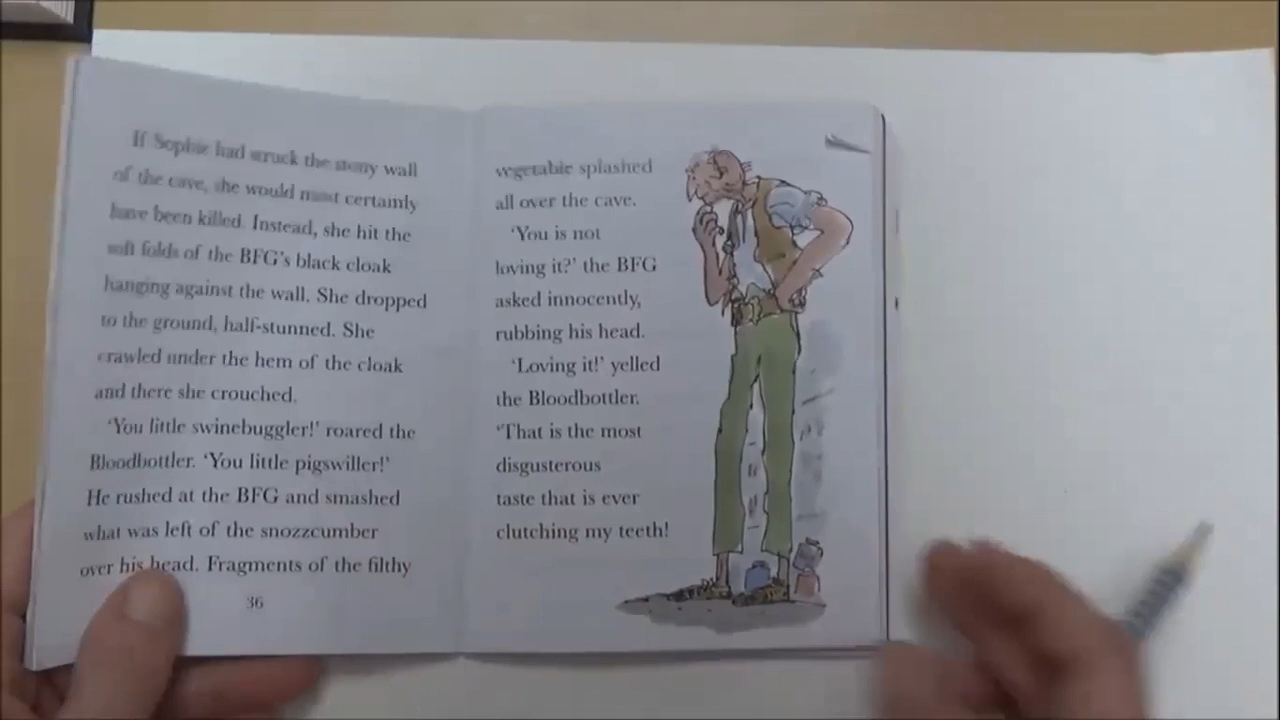 If Sophie had struck the stony wall
of the cave, she would most certainly
have been killed. Instead, she hit the
soft folds of the BFG's black cloak
hanging against the wall. She dropped
to the ground, half-stunned. She
crawled under the hem of the cloak
and there she crouched.
‘You little swinebuggler!’ roared the
Bloodbottler. ‘You little pigswiller!’
He rushed at the BFG and smashed
what was left of the snozzcumber
over his head. Fragments of the filthy
36
vegetable splashed
all over the cave.
‘You is not
loving it?’ the BFG
asked innocently,
rubbing his head.
‘Loving it!’ yelled
the Bloodbottler.
‘That is the most
disgusterous
taste that is ever
clutching my teeth!